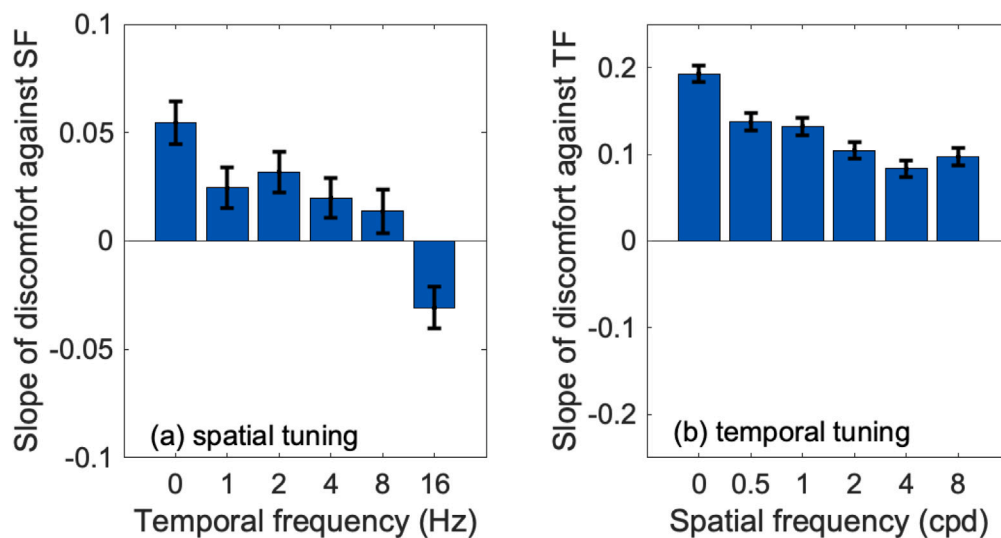 Slope of discomfort against SF
0.1
0.05
0
-0.05
-0.1
(a) spatial tuning
0 1 2 4 8 16
Temporal frequency (Hz)
Slope of discomfort against TF
0.2
0.1
0
-0.1
-0.2
(b) temporal tuning
0 0.5 1 2 4 8
Spatial frequency (cpd)